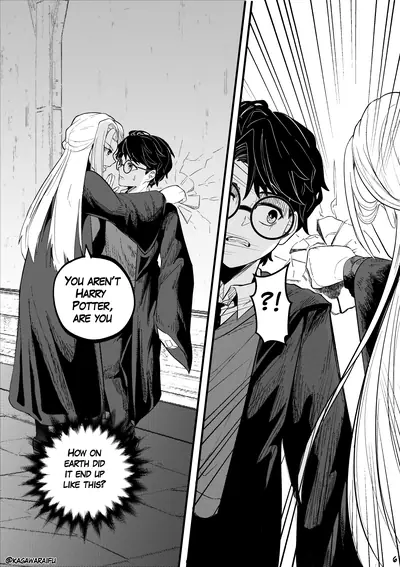 YOU AREN'T
HARRY
POTTER,
ARE YOU
HOW ON
EARTH DID
IT END UP
LIKE THIS?
?!
@KAGAWARAIFU
6